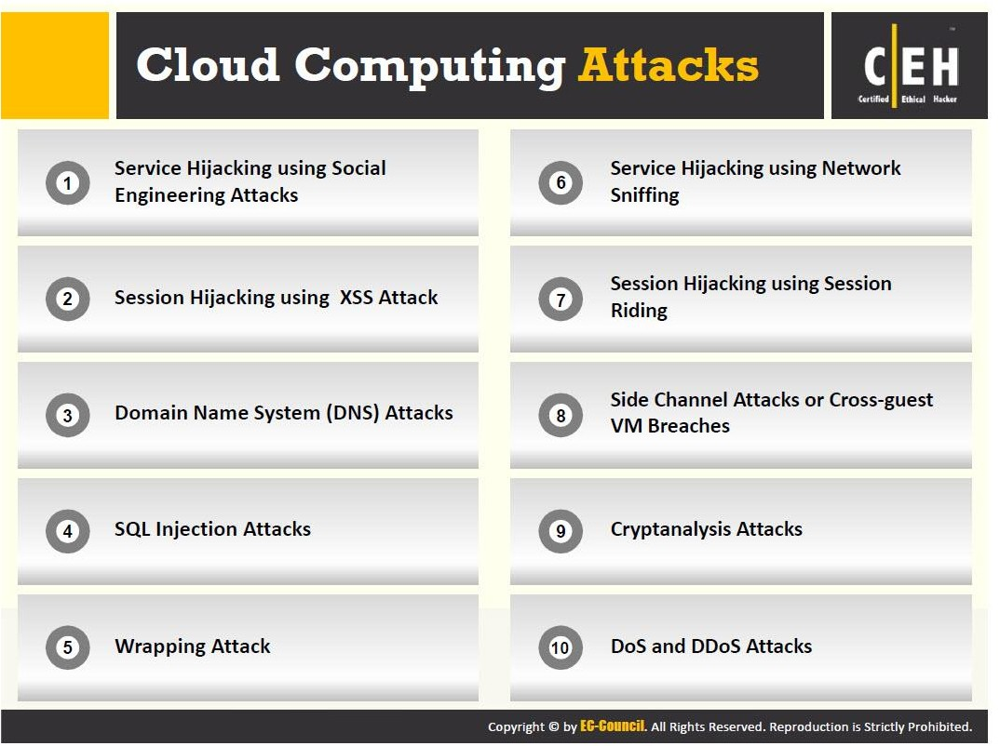 Cloud Computing Attacks
C|EH
Certified Ethical Hacker
1
Service Hijacking using Social
Engineering Attacks
2
Session Hijacking using XSS Attack
3
Domain Name System (DNS) Attacks
4
SQL Injection Attacks
5
Wrapping Attack
6
Service Hijacking using Network
Sniffing
7
Session Hijacking using Session
Riding
8
Side Channel Attacks or Cross-guest
VM Breaches
9
Cryptanalysis Attacks
10
DoS and DDoS Attacks
Copyright © by EC-Council. All Rights Reserved. Reproduction is Strictly Prohibited.